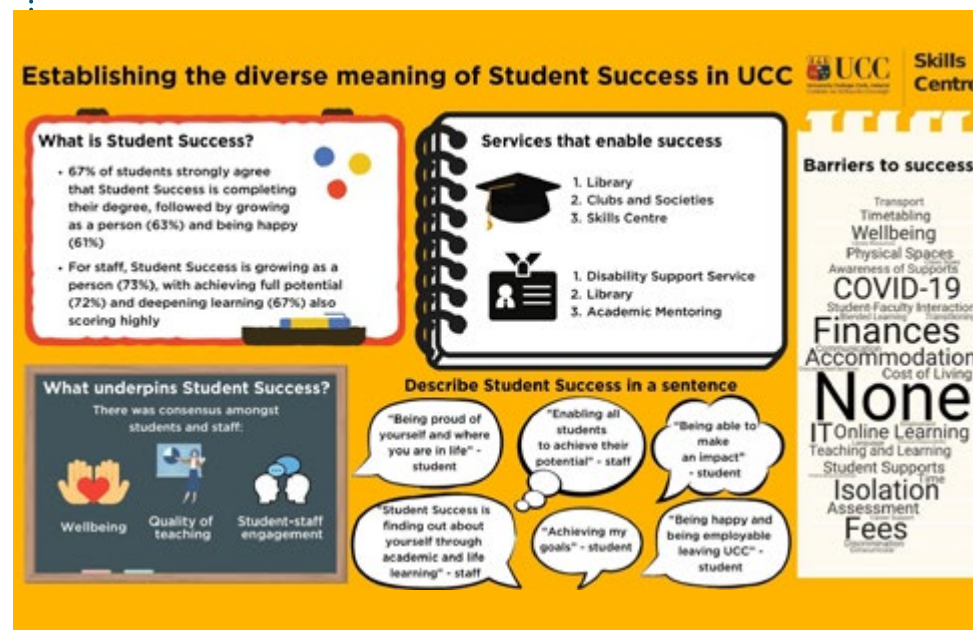 Establishing the diverse meaning of Student Success in UCC
UCC
Skills
Centre
What is Student Success?
• 67% of students strongly agree
that Student Success is completing
their degree, followed by growing
as a person (63%) and being happy
(61%)
• For staff, Student Success is growing as a
person (73%), with achieving full potential
(72%) and deepening learning (67%) also
scoring highly
Services that enable success
1. Library
2. Clubs and Societies
3. Skills Centre
1. Disability Support Service
2. Library
3. Academic Mentoring
Barriers to success
Transport
Timetabling
Wellbeing
Physical Spaces
Awareness of Supports
COVID-19
Student-Faculty Interaction
Blended Learning
Finances
Accommodation
Cost of Living
None
IT Online Learning
Teaching and Learning
Student Supports
Time
Isolation
Assessment
Fees
Discrimination
What underpins Student Success?
There was consensus amongst
students and staff:
Wellbeing
Quality of
teaching
Student-staff
engagement
Describe Student Success in a sentence
"Being proud of
yourself and where
you are in life" -
student
"Enabling all
students
to achieve their
potential" - staff
"Being able to
make
an impact"
- student
"Student Success is
finding out about
yourself through
academic and life
learning" - staff
"Achieving my
goals" - student
"Being happy and
being employable
leaving UCC" -
student